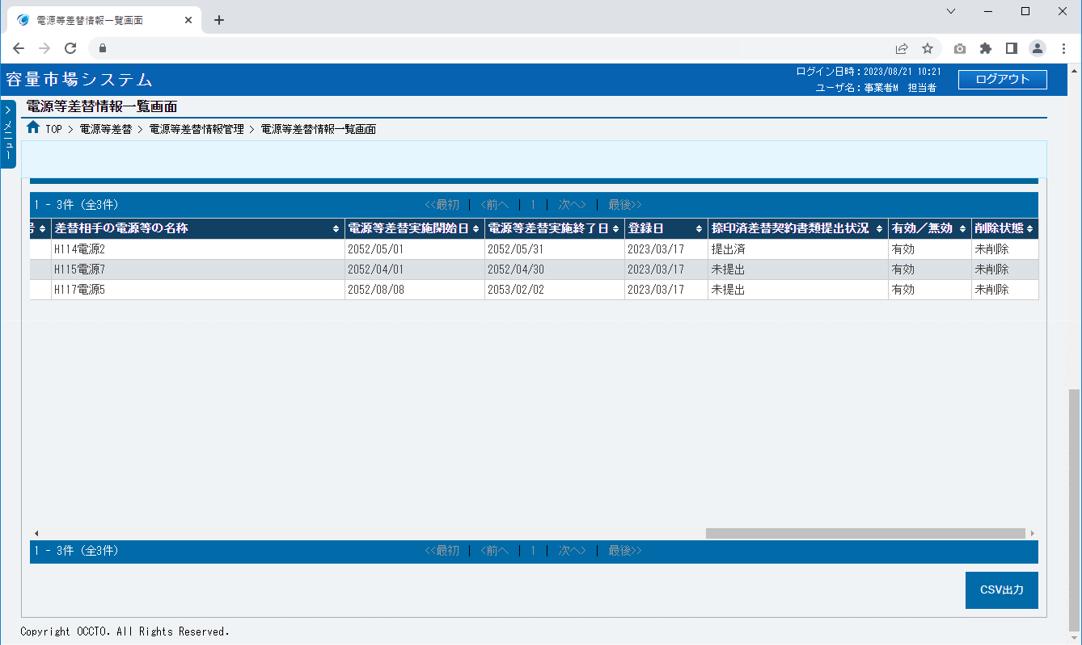 電源等差替情報一覧画面
容量市場システム
ログイン日時：2023/08/21 10:21
ユーザ名：事業者M 担当者
ログアウト
電源等差替情報一覧画面
メニュー
TOP > 電源等差替 > 電源等差替情報管理 > 電源等差替情報一覧画面
1 - 3件（全3件） <<最初 | <前へ | 1 | 次へ> | 最後>>
号 差替相手の電源等の名称 電源等差替実施開始日 電源等差替実施終了日 登録日 捺印済差替契約書類提出状況 有効／無効 削除状態
H114電源2 2052/05/01 2052/05/31 2023/03/17 提出済 有効 未削除
H115電源7 2052/04/01 2052/04/30 2023/03/17 未提出 有効 未削除
H117電源5 2052/08/08 2053/02/02 2023/03/17 未提出 有効 未削除
1 - 3件（全3件） <<最初 | <前へ | 1 | 次へ> | 最後>>
CSV出力
Copyright OCCTO. All Rights Reserved.